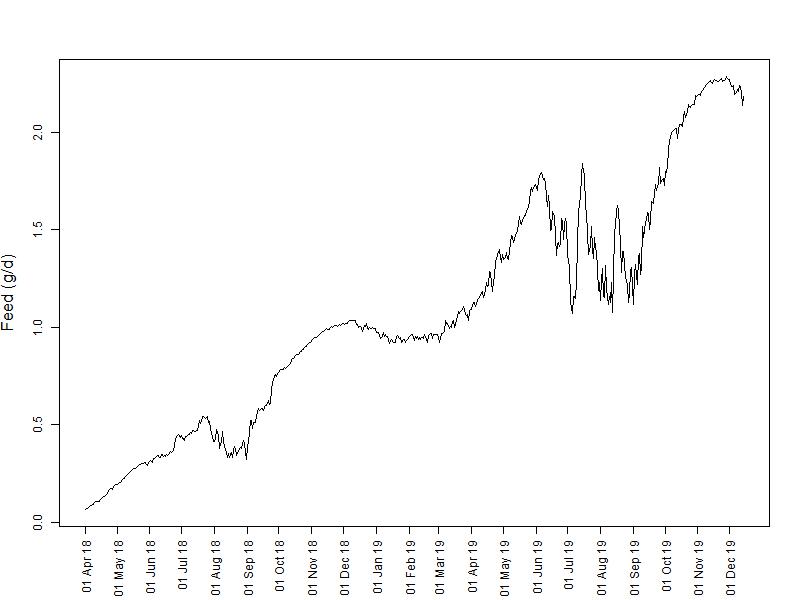 Feed (g/d)
2.0
1.5
1.0
0.5
0.0
01 Apr 18
01 May 18
01 Jun 18
01 Jul 18
01 Aug 18
01 Sep 18
01 Oct 18
01 Nov 18
01 Dec 18
01 Jan 19
01 Feb 19
01 Mar 19
01 Apr 19
01 May 19
01 Jun 19
01 Jul 19
01 Aug 19
01 Sep 19
01 Oct 19
01 Nov 19
01 Dec 19